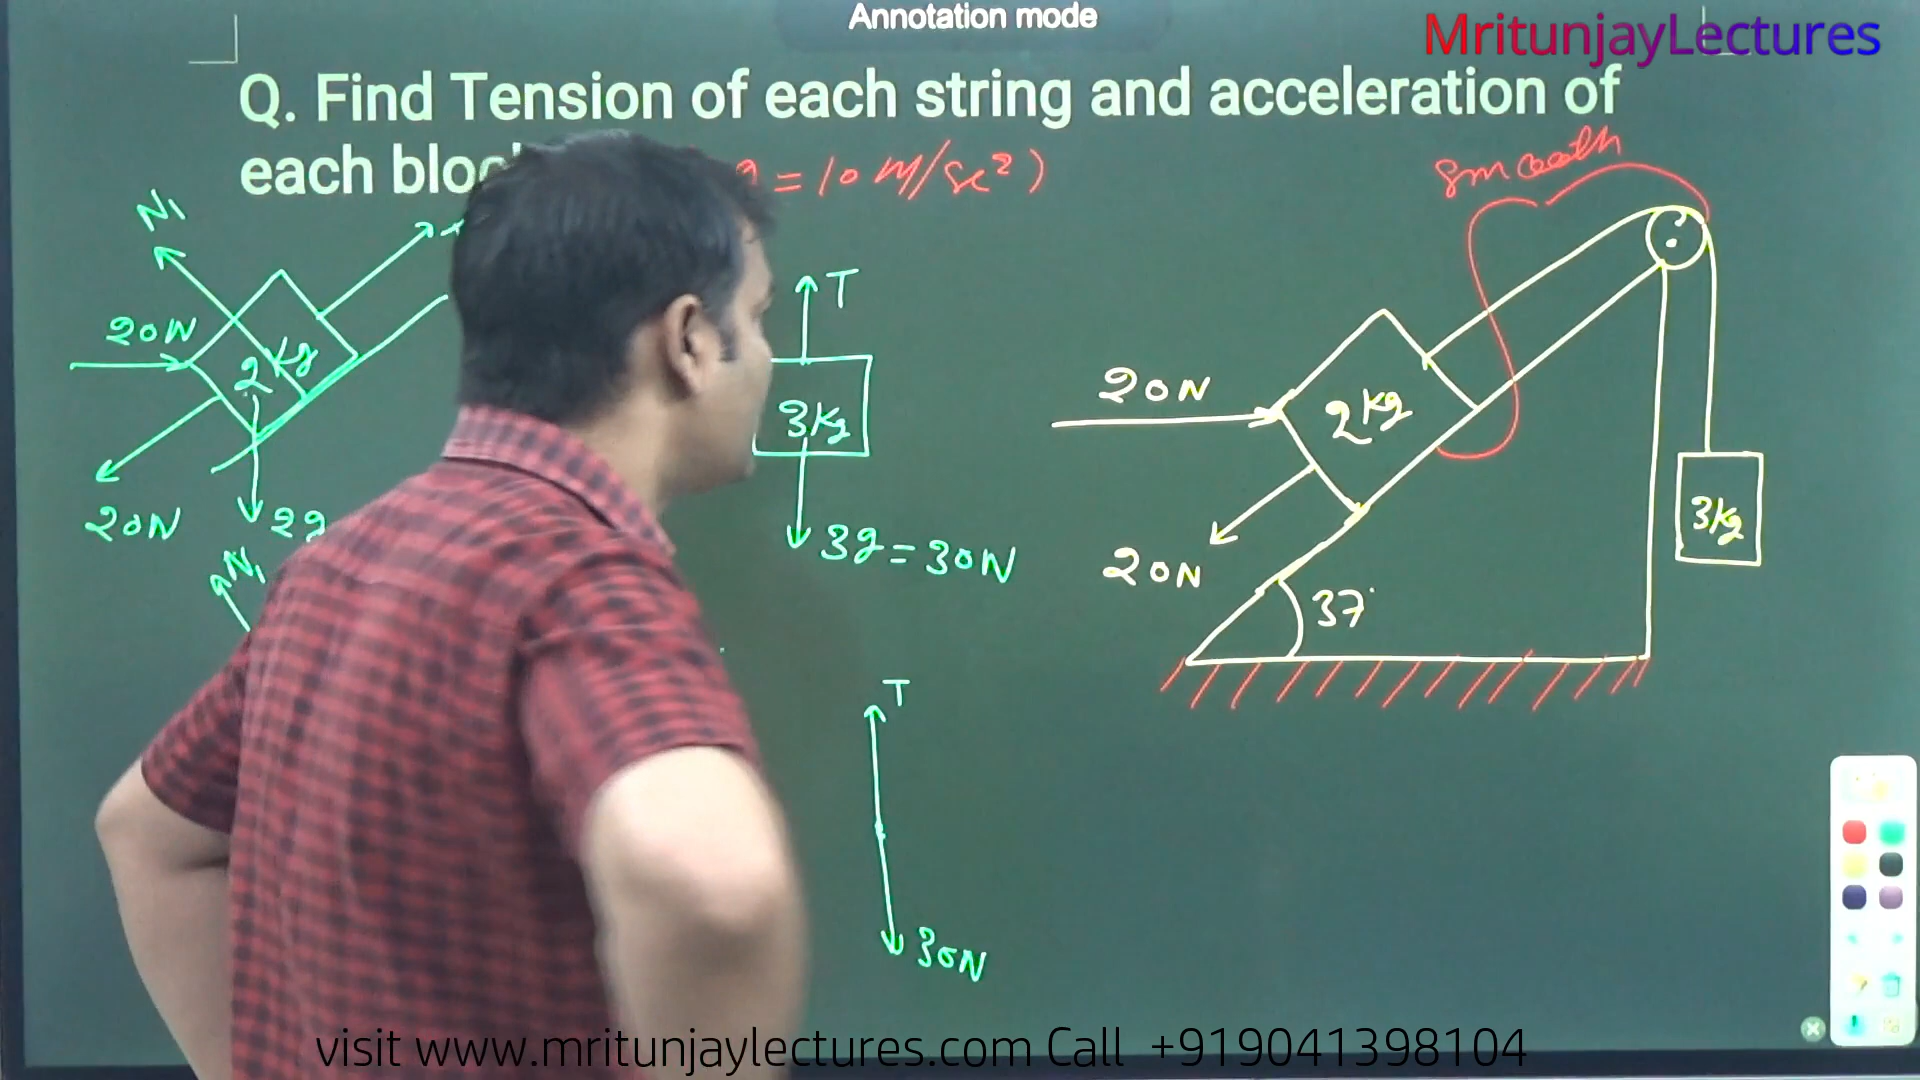 Annotation mode
MritunjayLectures
Q. Find Tension of each string and acceleration of
each bloc
= 10 m/sec²)
smooth
N₁
20N
2kg
20N
2g
N₁
T
3kg
3g = 30N
T
30N
20N
2kg
20N
37°
3kg
visit www.mritunjaylectures.com Call +919041398104